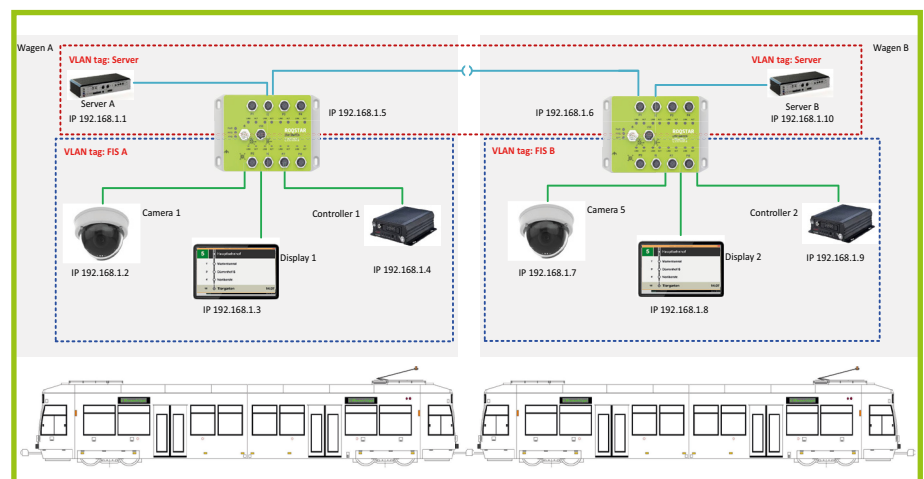 Wagen A
Wagen B
VLAN tag: Server
VLAN tag: Server
Server A
IP 192.168.1.1
IP 192.168.1.5
IP 192.168.1.6
Server B
IP 192.168.1.10
ROQSTAR
ROQSTAR
VLAN tag: FIS A
VLAN tag: FIS B
Camera 1
Controller 1
Camera 5
Controller 2
Display 1
Display 2
IP 192.168.1.2
IP 192.168.1.4
IP 192.168.1.7
IP 192.168.1.9
5
5
IP 192.168.1.3
IP 192.168.1.8